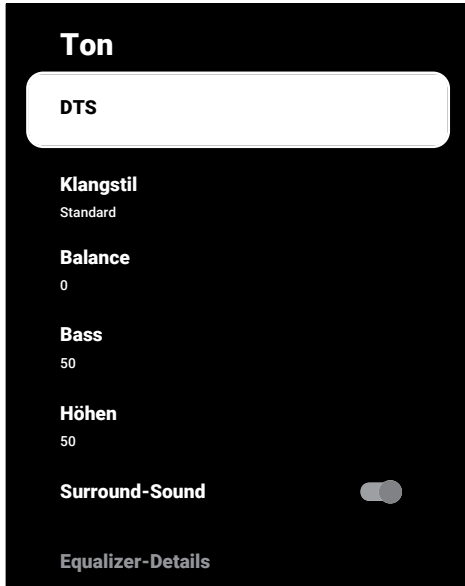 Ton
DTS
Klangstil
Standard
Balance
0
Bass
50
Höhen
50
Surround-Sound
Equalizer-Details